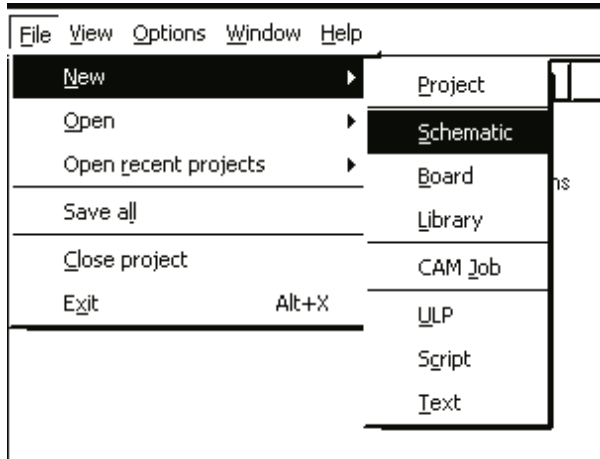 File View Options Window Help
New
Open
Open recent projects
Save all
Close project
Exit Alt+X
Project
Schematic
Board
Library
CAM Job
ULP
Script
Text